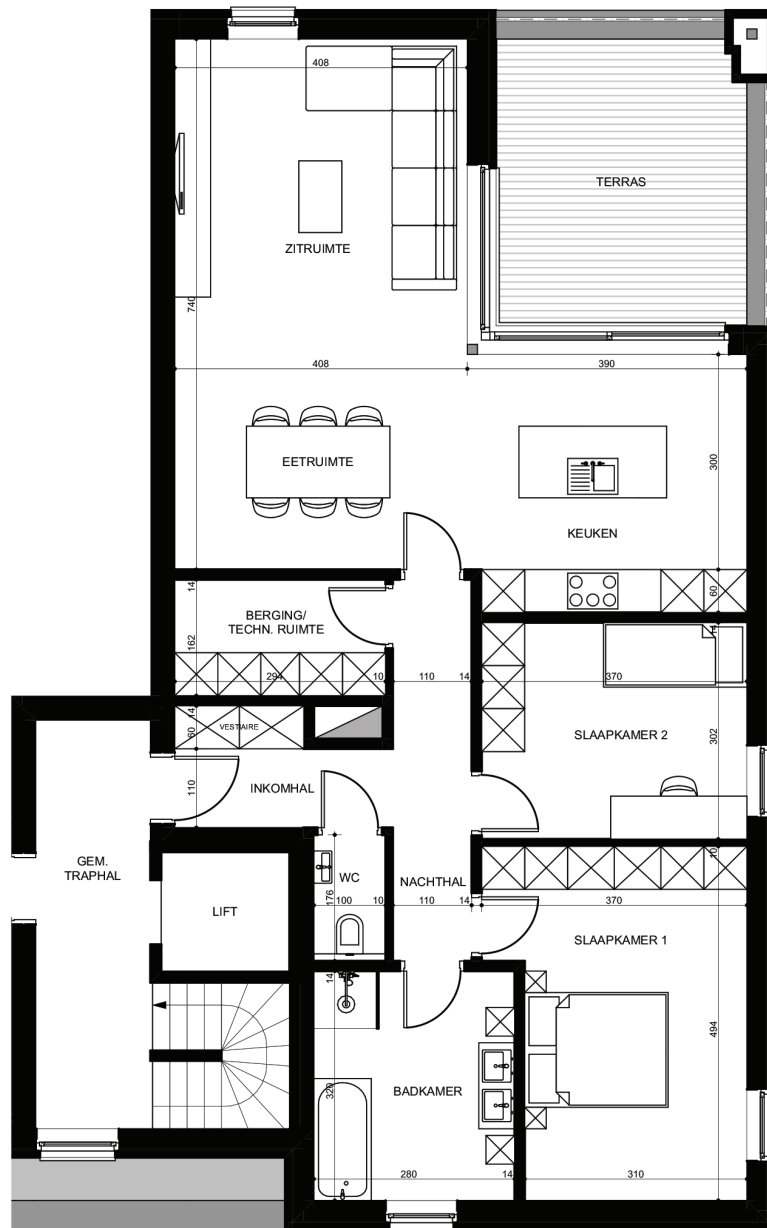 408
TERRAS
ZITRUIMTE
740
408
390
EETRUIMTE
300
KEUKEN
14
BERGING/
TECHN. RUIMTE
60
162
14
294
10
110
14
370
14
60
VESTIAIRE
SLAAPKAMER 2
302
INKOMHAL
110
GEM.
TRAPHAL
10
WC
NACHTHAL
176
100
10
110
14
370
LIFT
SLAAPKAMER 1
14
494
BADKAMER
320
280
14
310